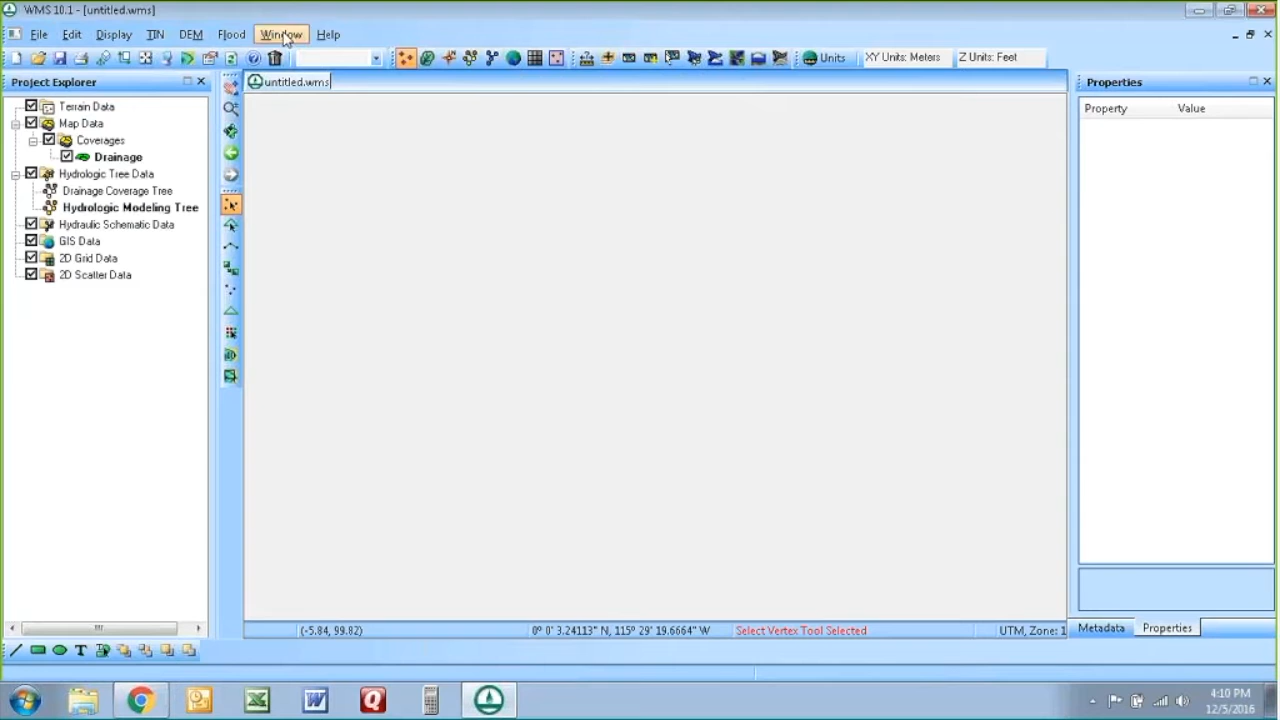 WMS 10.1 - [untitled.wms]
File Edit Display TIN DEM Flood Window Help
Units XY Units: Meters Z Units: Feet
Project Explorer
untitled.wms
Properties
Property Value
Terrain Data
Map Data
Coverages
Drainage
Hydrologic Tree Data
Drainage Coverage Tree
Hydrologic Modeling Tree
Hydraulic Schematic Data
GIS Data
2D Grid Data
2D Scatter Data
(-5.84, 99.82) 0º 0' 3.24113" N, 115º 29' 19.6664" W Select Vertex Tool Selected UTM, Zone: 1
Metadata Properties
4:10 PM
12/5/2016